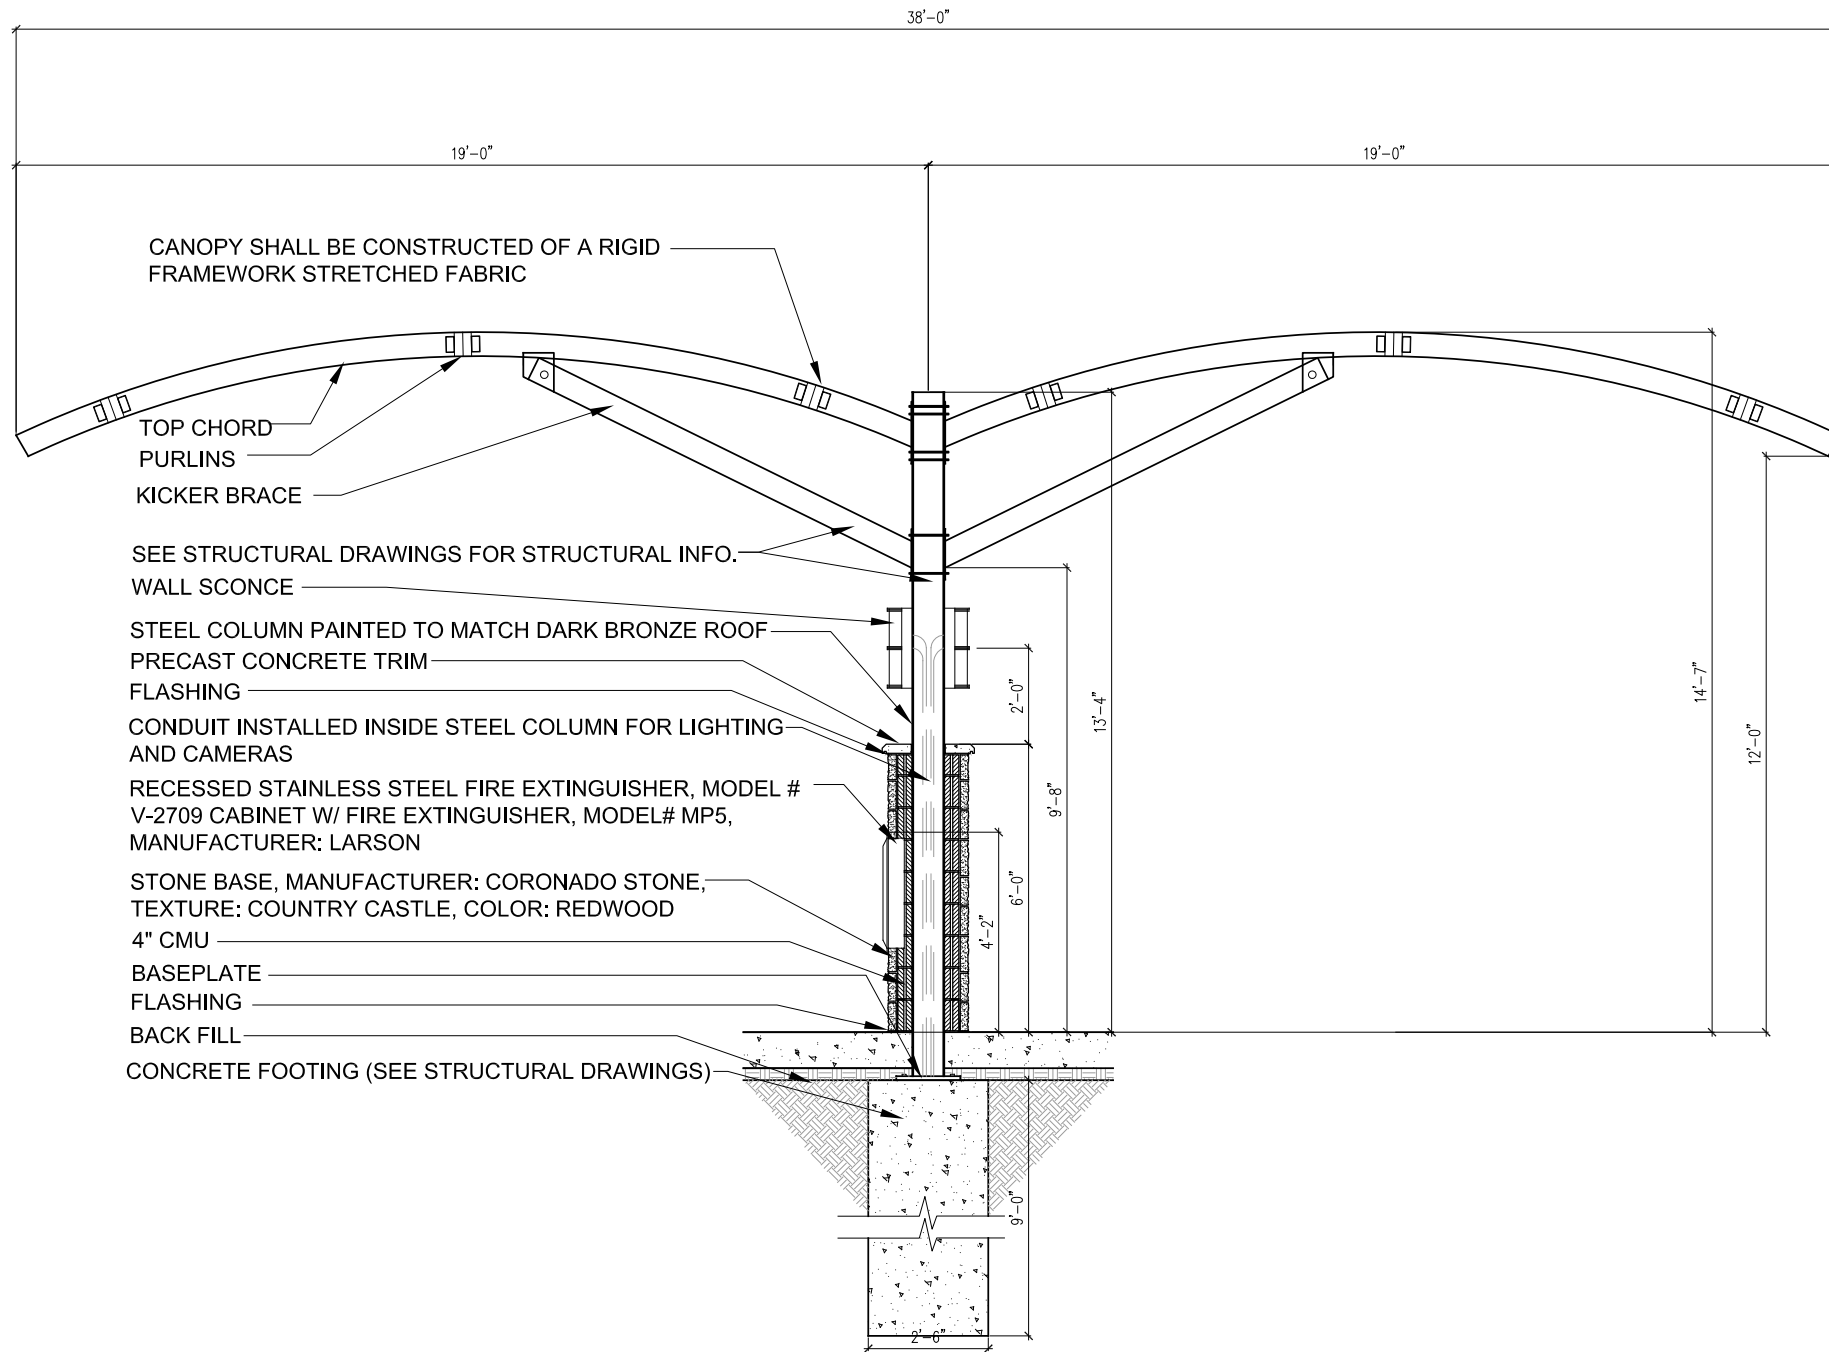 38'-0"
19'-0"
19'-0"
CANOPY SHALL BE CONSTRUCTED OF A RIGID
FRAMEWORK STRETCHED FABRIC
TOP CHORD
PURLINS
KICKER BRACE
SEE STRUCTURAL DRAWINGS FOR STRUCTURAL INFO.
WALL SCONCE
STEEL COLUMN PAINTED TO MATCH DARK BRONZE ROOF
PRECAST CONCRETE TRIM
FLASHING
CONDUIT INSTALLED INSIDE STEEL COLUMN FOR LIGHTING
AND CAMERAS
RECESSED STAINLESS STEEL FIRE EXTINGUISHER, MODEL #
V-2709 CABINET W/ FIRE EXTINGUISHER, MODEL# MP5,
MANUFACTURER: LARSON
STONE BASE, MANUFACTURER: CORONADO STONE,
TEXTURE: COUNTRY CASTLE, COLOR: REDWOOD
4" CMU
BASEPLATE
FLASHING
BACK FILL
CONCRETE FOOTING (SEE STRUCTURAL DRAWINGS)
4'-2"
2'-0"
6'-0"
9'-8"
13'-4"
14'-7"
12'-0"
9'-0"
2'-6"